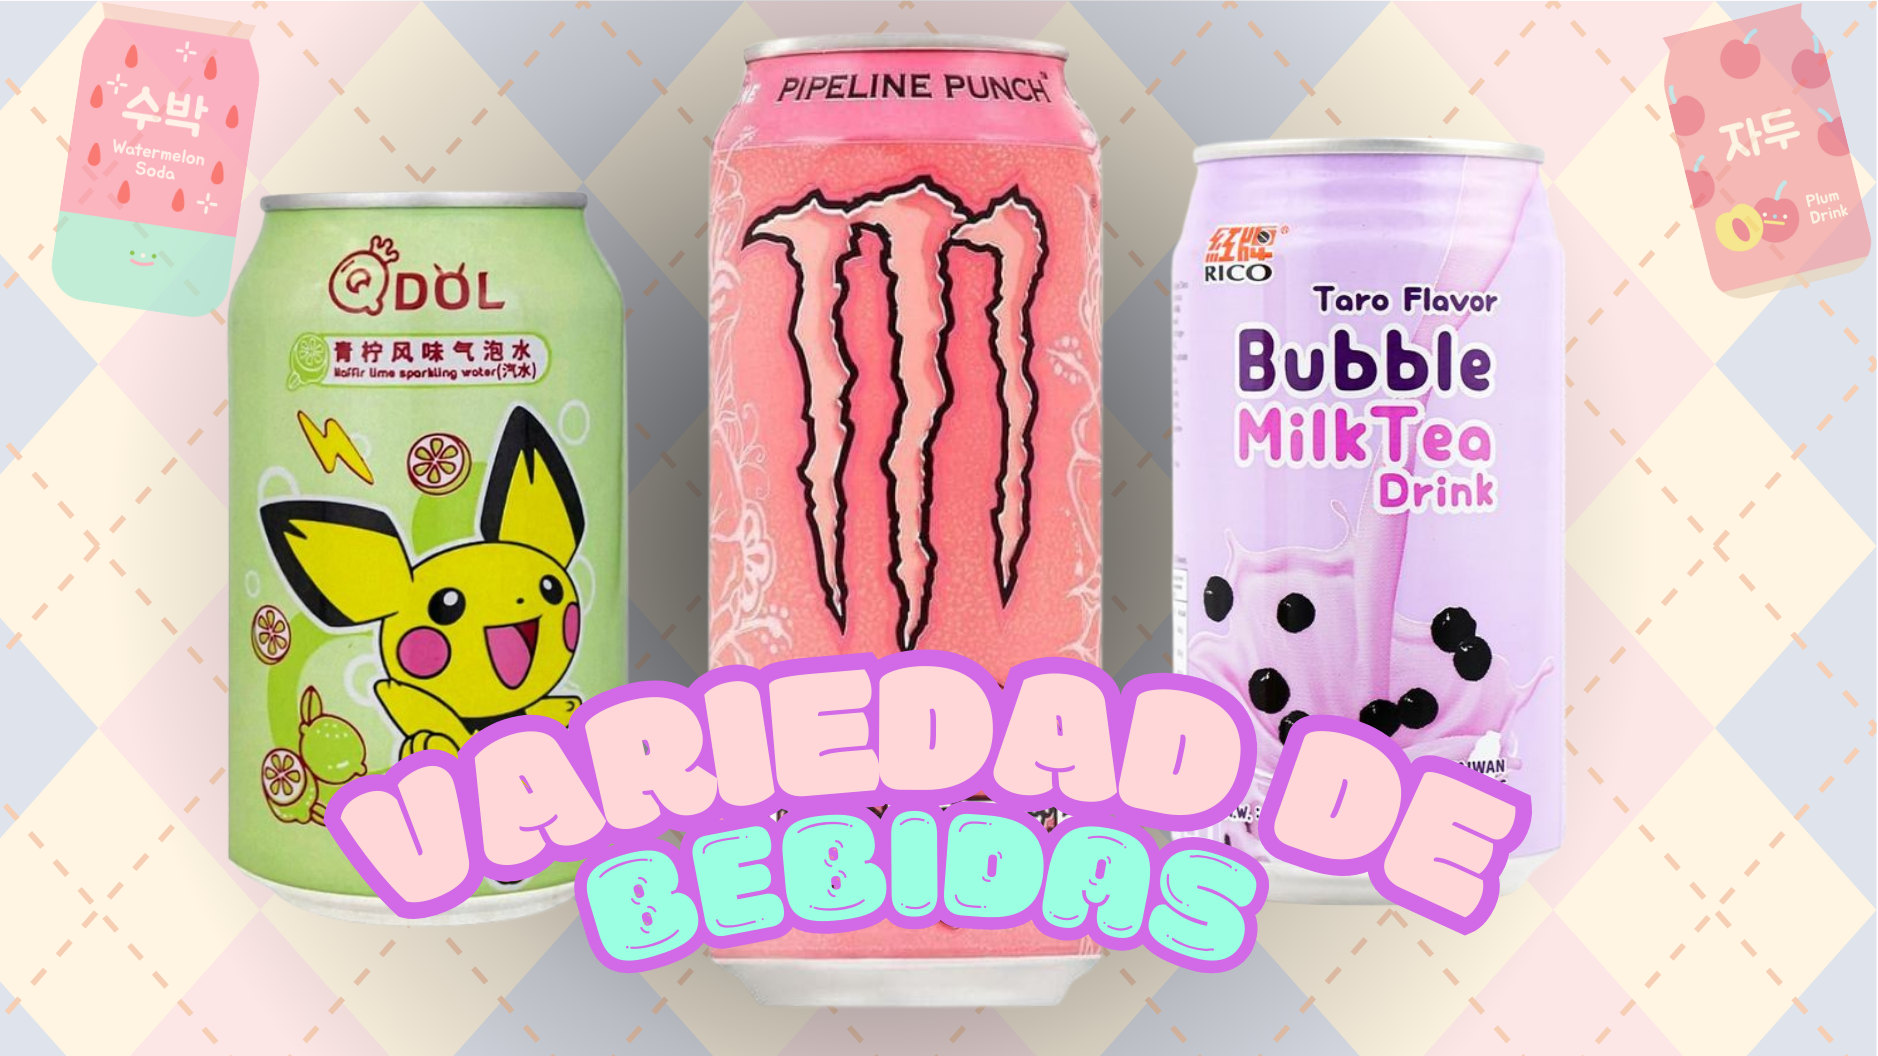 수박
Watermelon
Soda
QDOL
青柠风味气泡水
Kaffir lime sparkling water(汽水)
PIPELINE PUNCH
红牌®
RICO
Taro Flavor
Bubble
MilkTea
Drink
자두
Plum
Drink
VARIEDAD DE
BEBIDAS